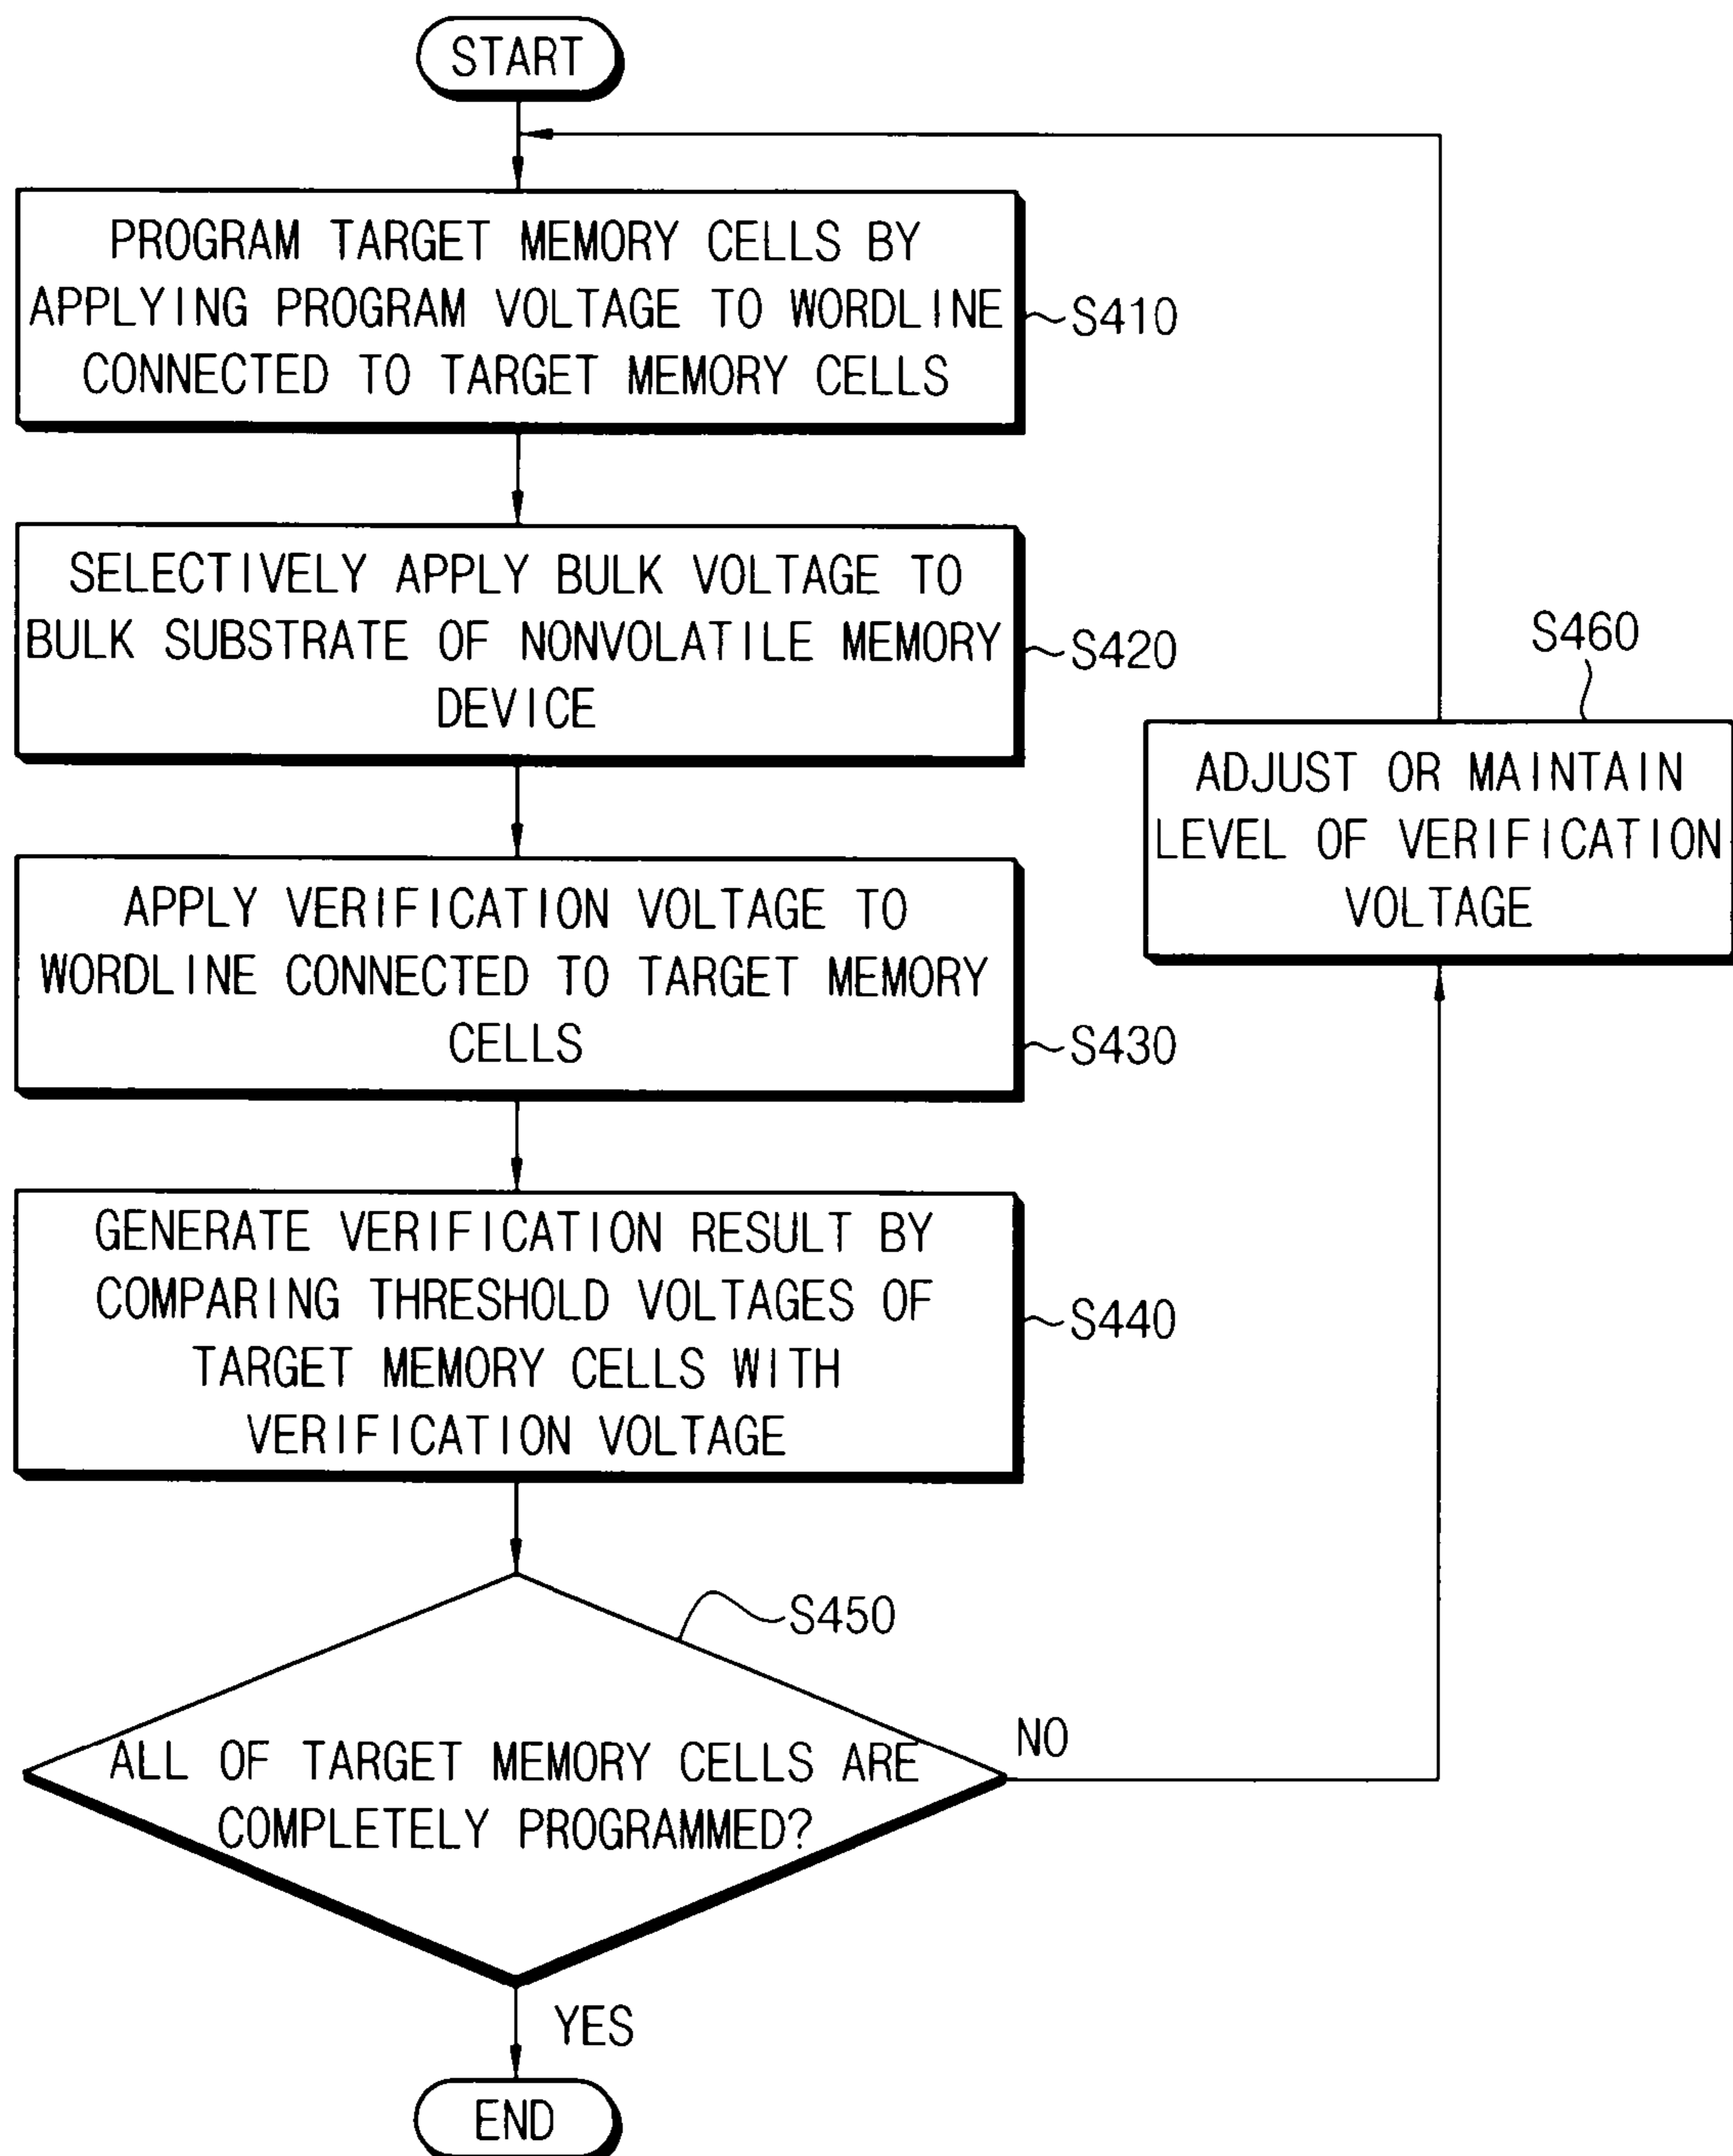 START
PROGRAM TARGET MEMORY CELLS BY
APPLYING PROGRAM VOLTAGE TO WORDLINE
CONNECTED TO TARGET MEMORY CELLS
S410
SELECTIVELY APPLY BULK VOLTAGE TO
BULK SUBSTRATE OF NONVOLATILE MEMORY
DEVICE
S420
APPLY VERIFICATION VOLTAGE TO
WORDLINE CONNECTED TO TARGET MEMORY
CELLS
S430
GENERATE VERIFICATION RESULT BY
COMPARING THRESHOLD VOLTAGES OF
TARGET MEMORY CELLS WITH
VERIFICATION VOLTAGE
S440
S450
ALL OF TARGET MEMORY CELLS ARE
COMPLETELY PROGRAMMED?
NO
S460
ADJUST OR MAINTAIN
LEVEL OF VERIFICATION
VOLTAGE
YES
END